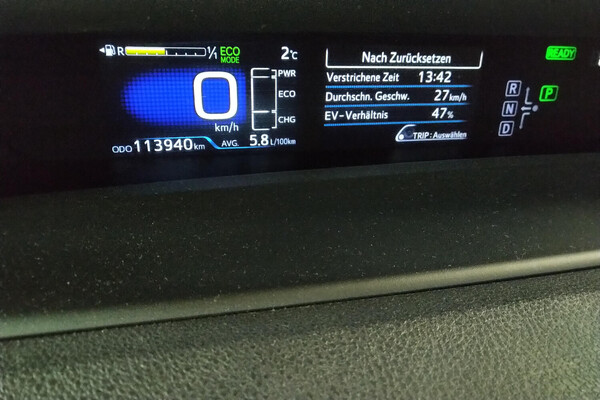 R 1/1 ECO MODE 2°C
0
km/h
PWR
ECO
CHG
ODO 113940 km AVG. 5.8 L/100km
Nach Zurücksetzen
Verstrichene Zeit 13:42
Durchschn. Geschw. 27 km/h
EV-Verhältnis 47 %
TRIP:Auswählen
READY
R
N P
D